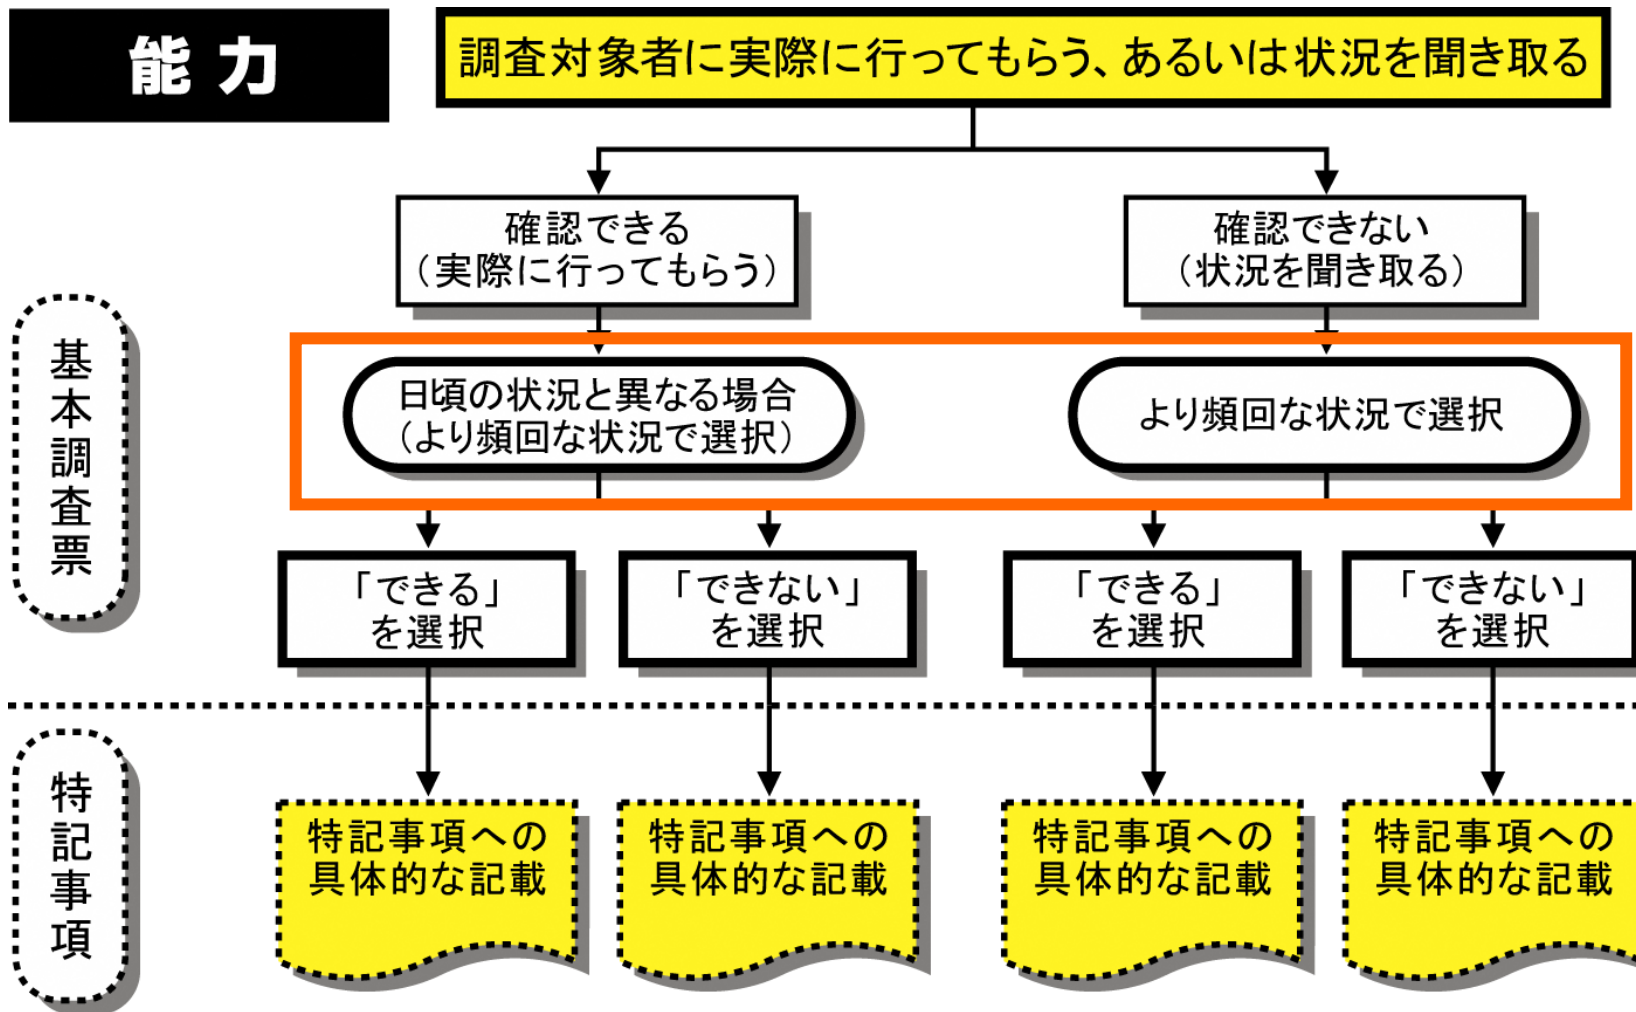 能力
調査対象者に実際に行ってもらう、あるいは状況を聞き取る
確認できる
（実際に行ってもらう）
確認できない
（状況を聞き取る）
基本調査票
日頃の状況と異なる場合
（より頻回な状況で選択）
より頻回な状況で選択
「できる」
を選択
「できない」
を選択
「できる」
を選択
「できない」
を選択
特記事項
特記事項への
具体的な記載
特記事項への
具体的な記載
特記事項への
具体的な記載
特記事項への
具体的な記載